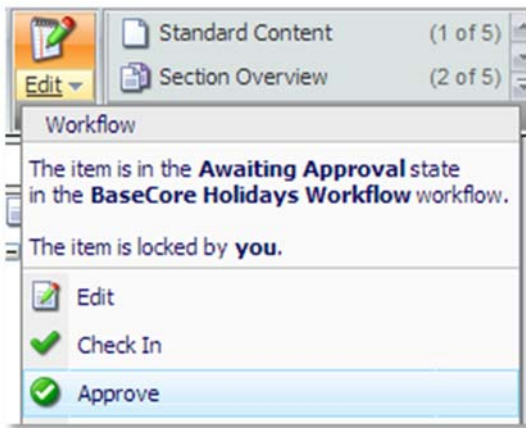 Standard Content (1 of 5)
Edit Section Overview (2 of 5)
Workflow
The item is in the Awaiting Approval state
in the BaseCore Holidays Workflow workflow.
The item is locked by you.
Edit
Check In
Approve